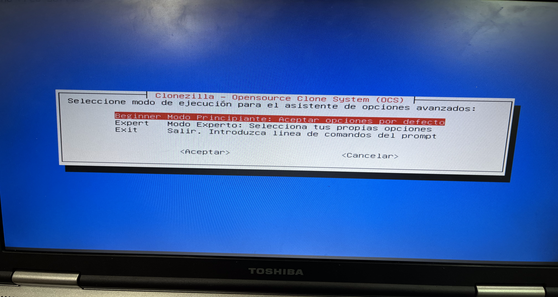 Clonezilla - Opensource Clone System (OCS)
Seleccione modo de ejecución para el asistente de opciones avanzados:
Beginner Modo Principiante: Aceptar opciones por defecto
Expert Modo Experto: Selecciona tus propias opciones
Exit Salir. Introduzca linea de comandos del prompt
<Aceptar> <Cancelar>
TOSHIBA